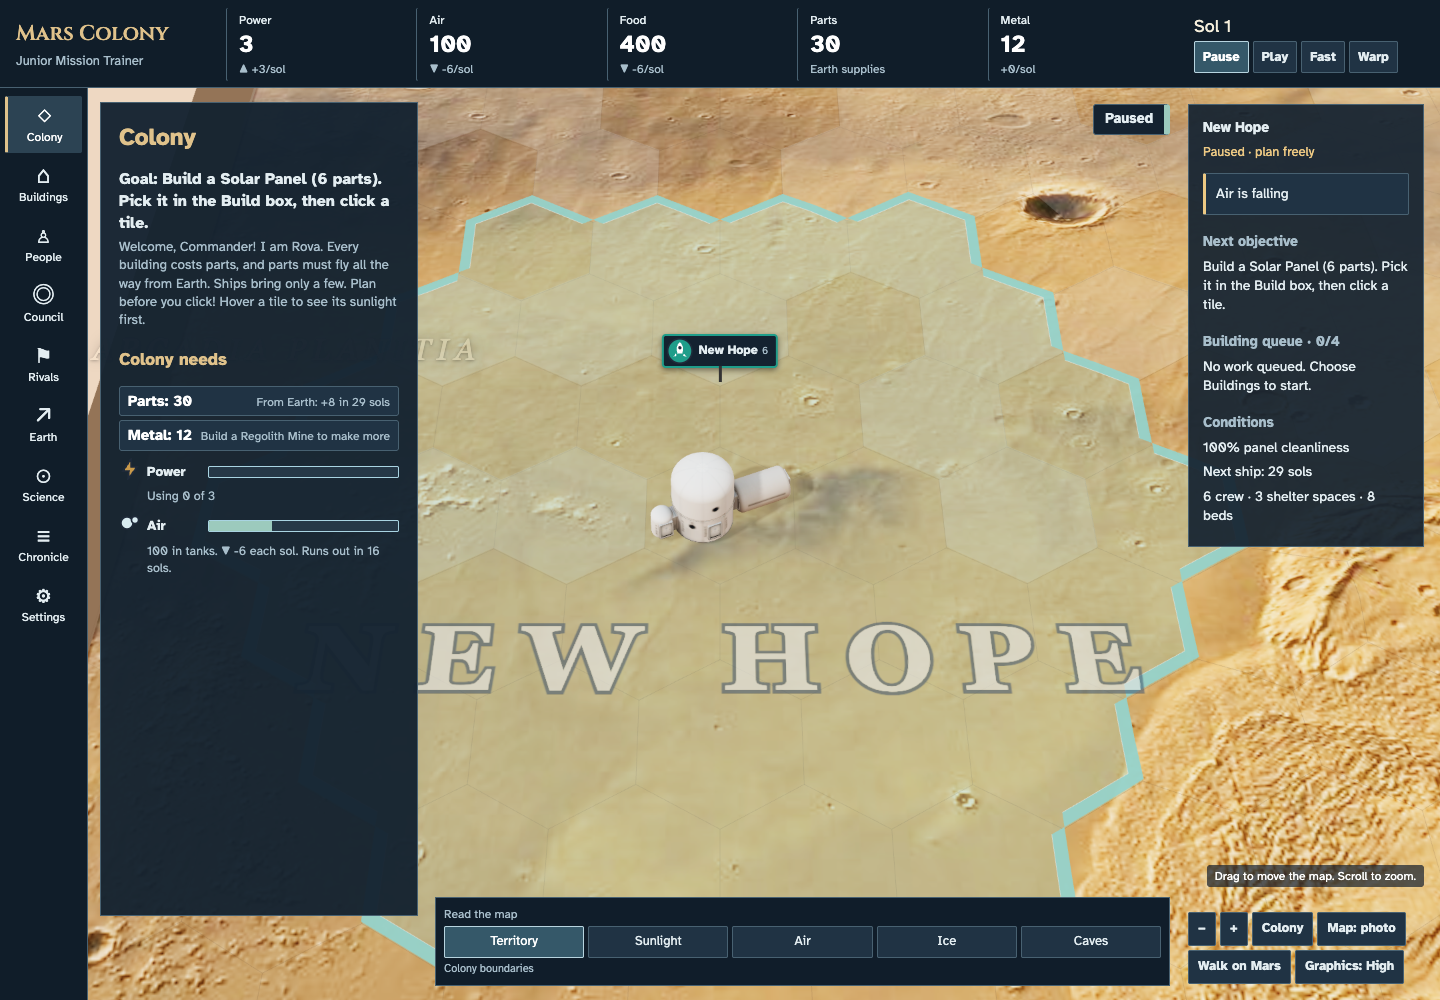 Mars Colony
Junior Mission Trainer
Power
3
▲ +3/sol
Air
100
▼ -6/sol
Food
400
▼ -6/sol
Parts
30
Earth supplies
Metal
12
+0/sol
Sol 1
Pause
Play
Fast
Warp
Colony
Buildings
People
Council
Rivals
Earth
Science
Chronicle
Settings
Colony
Goal: Build a Solar Panel (6 parts).
Pick it in the Build box, then click a
tile.
Welcome, Commander! I am Rova. Every
building costs parts, and parts must fly all the
way from Earth. Ships bring only a few. Plan
before you click! Hover a tile to see its sunlight
first.
Colony needs
Parts: 30 From Earth: +8 in 29 sols
Metal: 12 Build a Regolith Mine to make more
Power
Using 0 of 3
Air
100 in tanks. ▼ -6 each sol. Runs out in 16
sols.
TIA
New Hope 6
NEW HOPE
Paused
New Hope
Paused · plan freely
Air is falling
Next objective
Build a Solar Panel (6 parts). Pick
it in the Build box, then click a
tile.
Building queue · 0/4
No work queued. Choose
Buildings to start.
Conditions
100% panel cleanliness
Next ship: 29 sols
6 crew · 3 shelter spaces · 8
beds
Drag to move the map. Scroll to zoom.
Read the map
Territory
Sunlight
Air
Ice
Caves
Colony boundaries
−
+
Colony
Map: photo
Walk on Mars
Graphics: High